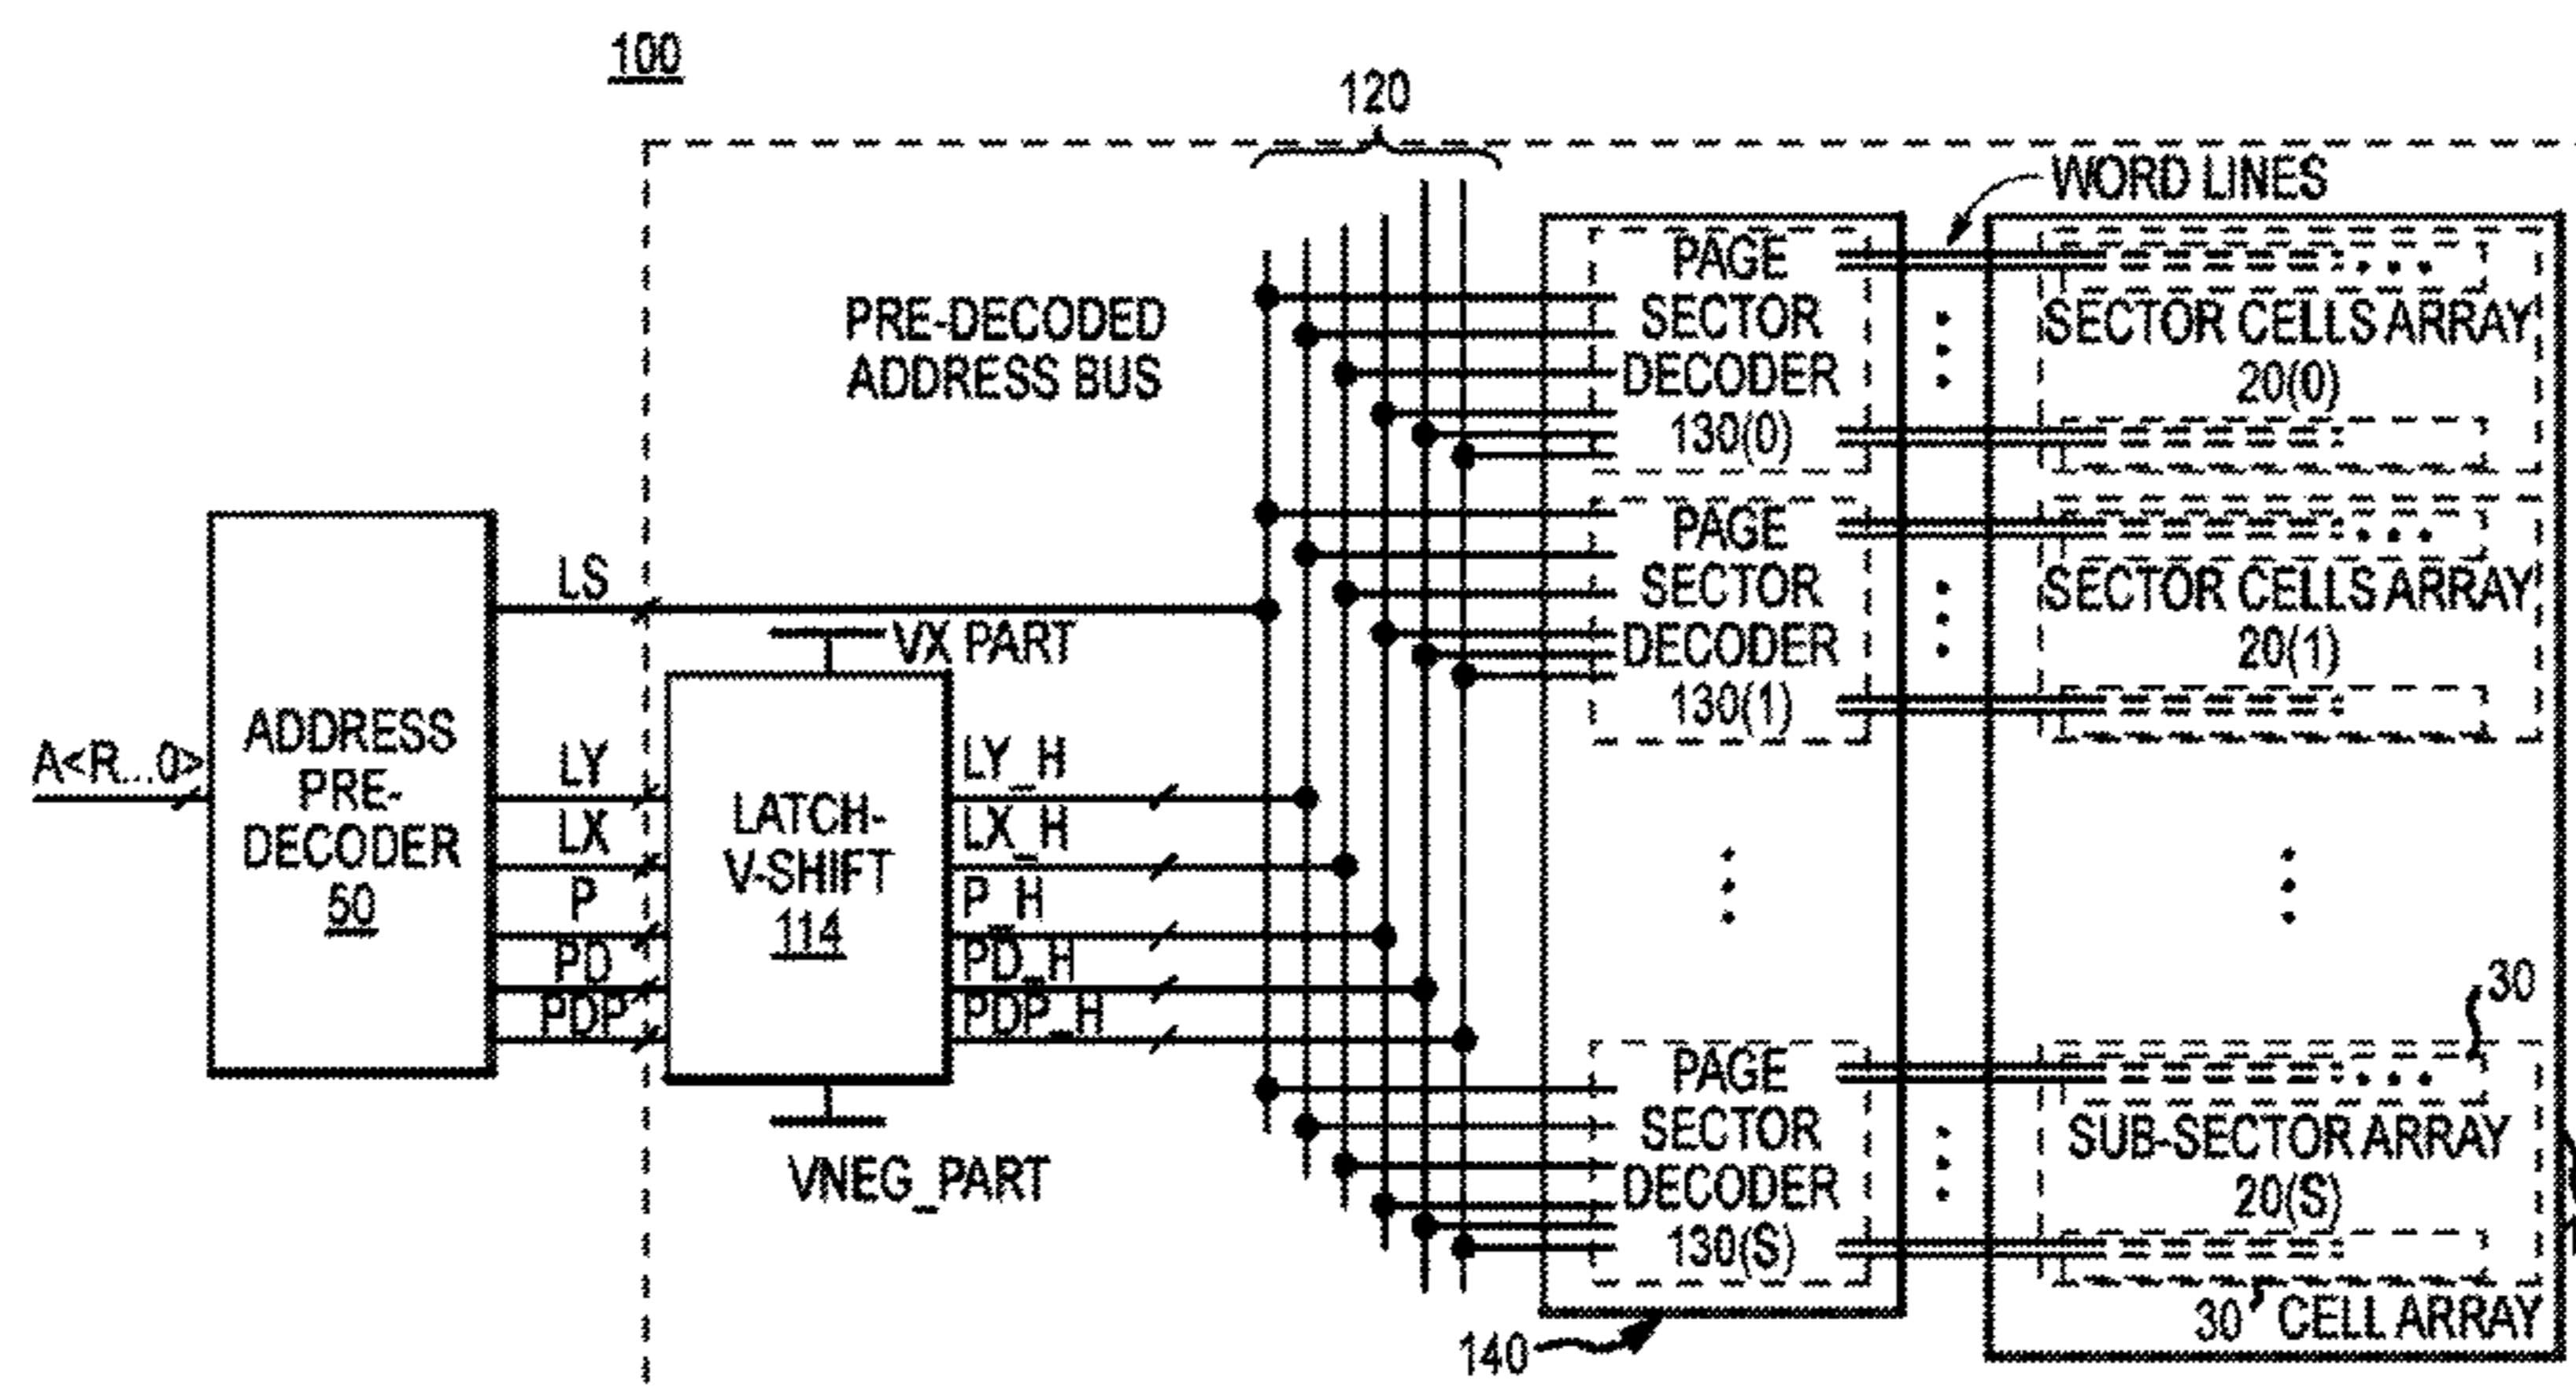 100
120
WORD LINES
PRE-DECODED
ADDRESS BUS
PAGE
SECTOR
DECODER
130(0)
SECTOR CELLS ARRAY
20(0)
PAGE
SECTOR
DECODER
130(1)
SECTOR CELLS ARRAY
20(1)
A<R...0>
ADDRESS
PRE-
DECODER
50
LS
LY
LX
P
PD
PDP
VX PART
LATCH-
V-SHIFT
114
VNEG_PART
LY_H
LX_H
P_H
PD_H
PDP_H
PAGE
SECTOR
DECODER
130(S)
30
SUB-SECTOR ARRAY
20(S)
30
CELL ARRAY
140